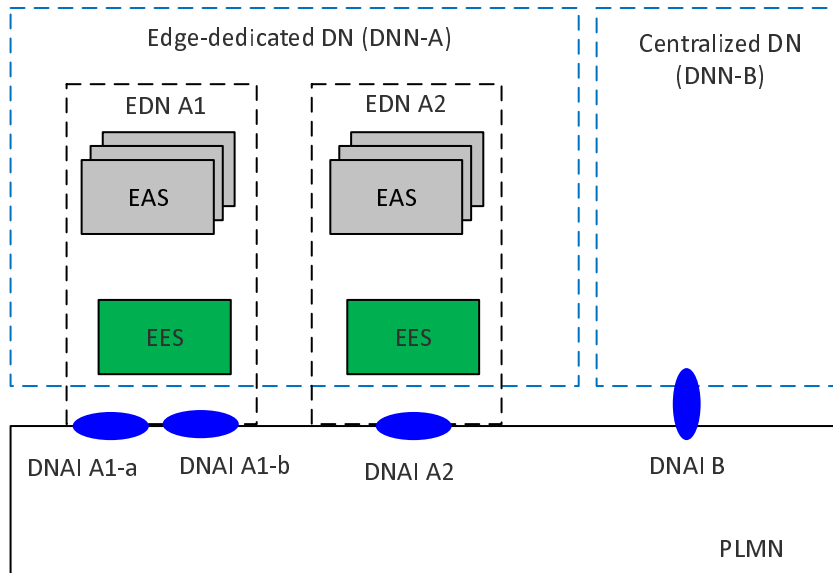 Edge-dedicated DN (DNN-A)
Centralized DN
(DNN-B)
EDN A1
EDN A2
EAS
EAS
EES
EES
DNAI A1-a
DNAI A1-b
DNAI A2
DNAI B
PLMN